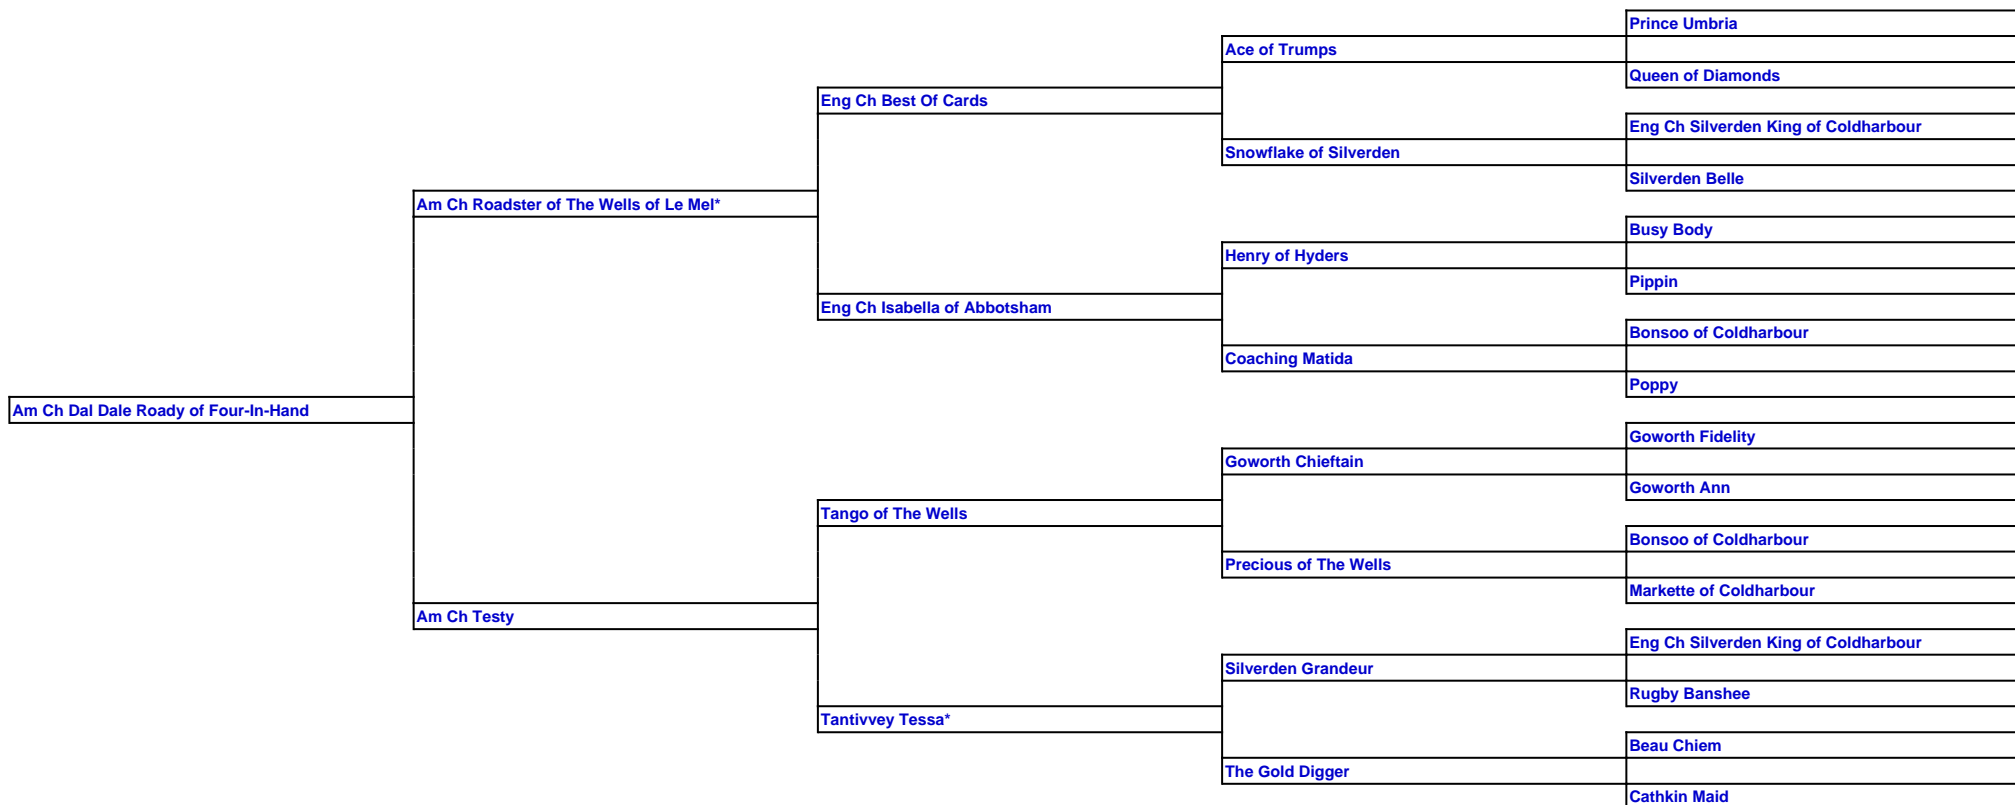 Prince Umbria
Ace of Trumps
Queen of Diamonds
Eng Ch Best Of Cards
Eng Ch Silverden King of Coldharbour
Snowflake of Silverden
Silverden Belle
Am Ch Roadster of The Wells of Le Mel*
Busy Body
Henry of Hyders
Pippin
Eng Ch Isabella of Abbotsham
Bonsoo of Coldharbour
Coaching Matida
Poppy
Am Ch Dal Dale Roady of Four-In-Hand
Goworth Fidelity
Goworth Chieftain
Goworth Ann
Tango of The Wells
Bonsoo of Coldharbour
Precious of The Wells
Markette of Coldharbour
Am Ch Testy
Eng Ch Silverden King of Coldharbour
Silverden Grandeur
Rugby Banshee
Tantivvey Tessa*
Beau Chiem
The Gold Digger
Cathkin Maid